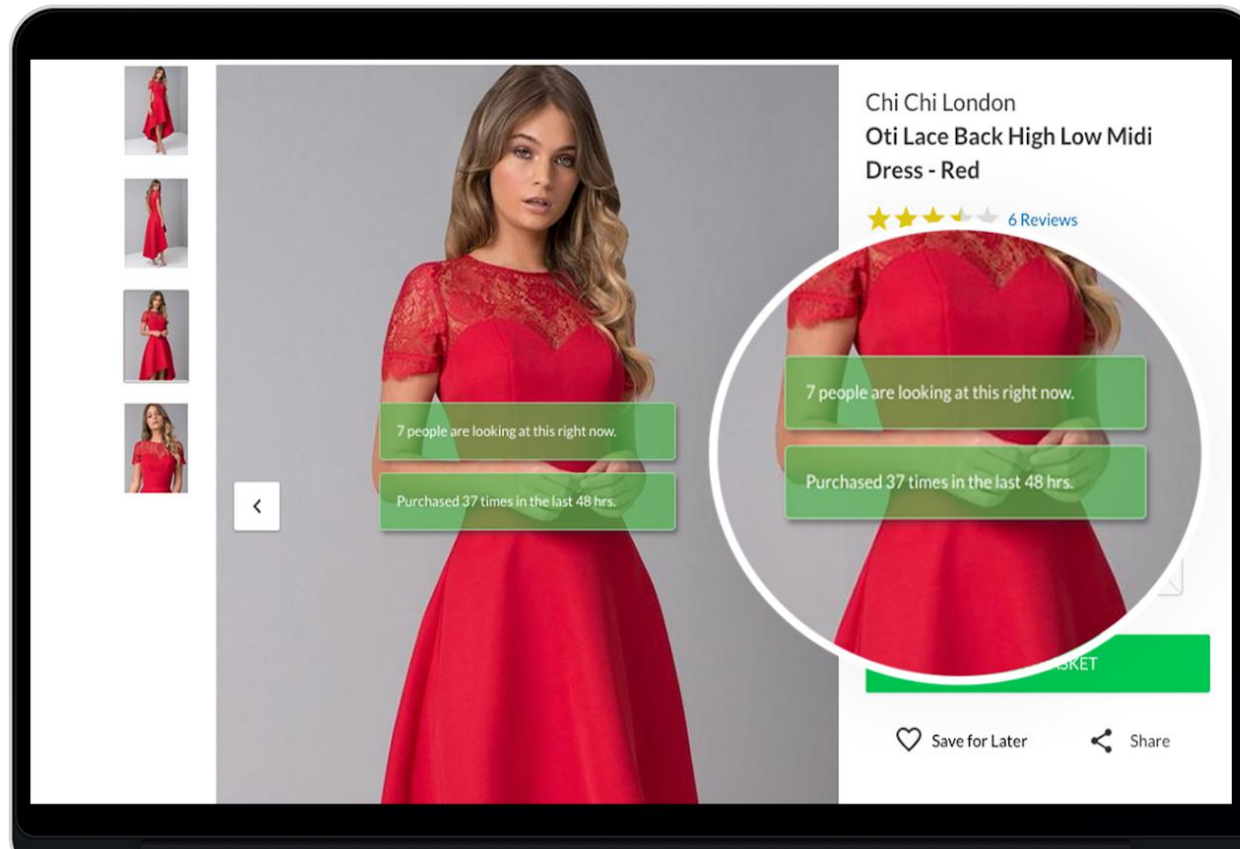 Chi Chi London
Oti Lace Back High Low Midi
Dress - Red
6 Reviews
7 people are looking at this right now.
Purchased 37 times in the last 48 hrs.
7 people are looking at this right now.
Purchased 37 times in the last 48 hrs.
Save for Later
Share